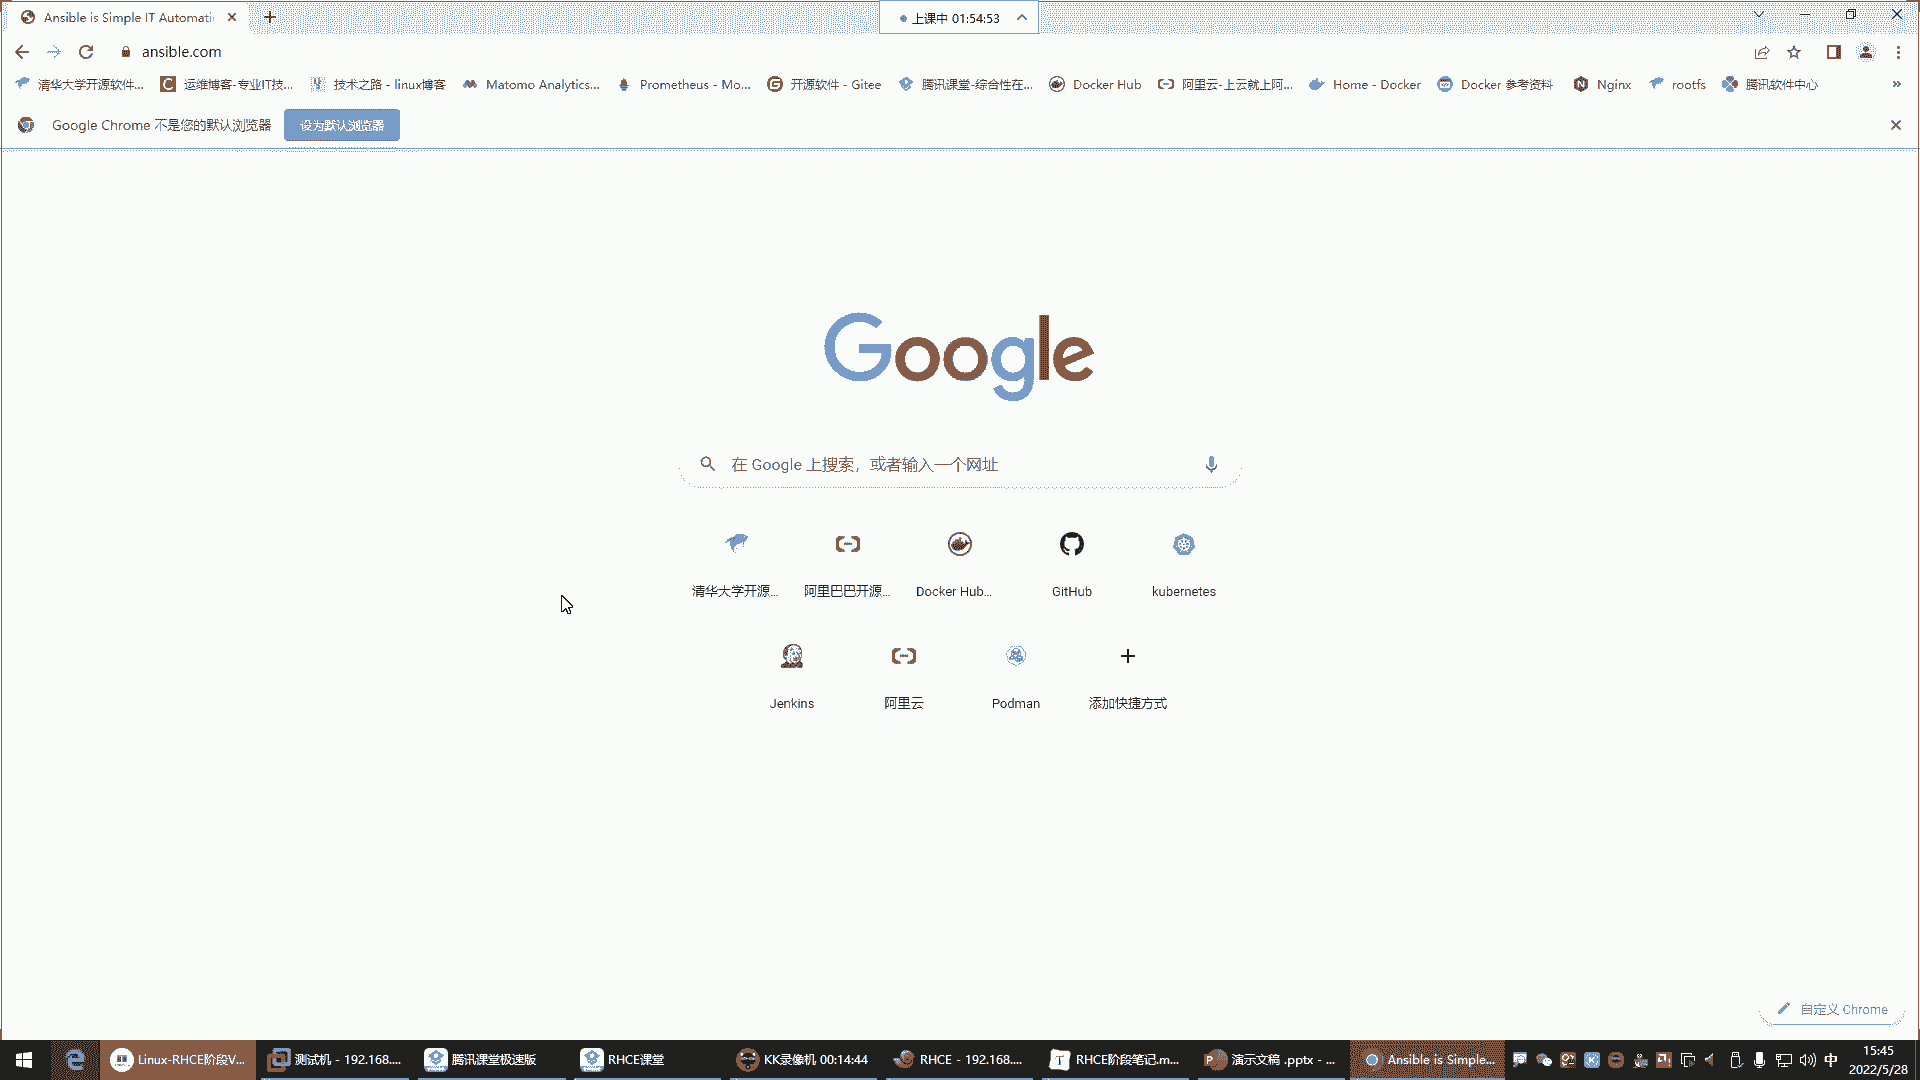 Ansible is Simple IT Automati
上课中 01:54:53
ansible.com
清华大学开源软件...
运维博客-专业IT技...
技术之路 - linux博客
Matomo Analytics...
Prometheus - Mo...
开源软件 - Gitee
腾讯课堂-综合性在...
Docker Hub
阿里云-上云就上阿...
Home - Docker
Docker 参考资料
Nginx
rootfs
腾讯软件中心
»
Google Chrome 不是您的默认浏览器
设为默认浏览器
Google
在 Google 上搜索，或者输入一个网址
清华大学开源...
阿里巴巴开源...
Docker Hub...
GitHub
kubernetes
Jenkins
阿里云
Podman
添加快捷方式
自定义 Chrome
Linux-RHCE阶段V...
测试机 - 192.168....
腾讯课堂极速版
RHCE课堂
KK录像机 00:14:44
RHCE - 192.168....
RHCE阶段笔记.m...
演示文稿 .pptx - ...
Ansible is Simple...
中
15:45
2022/5/28